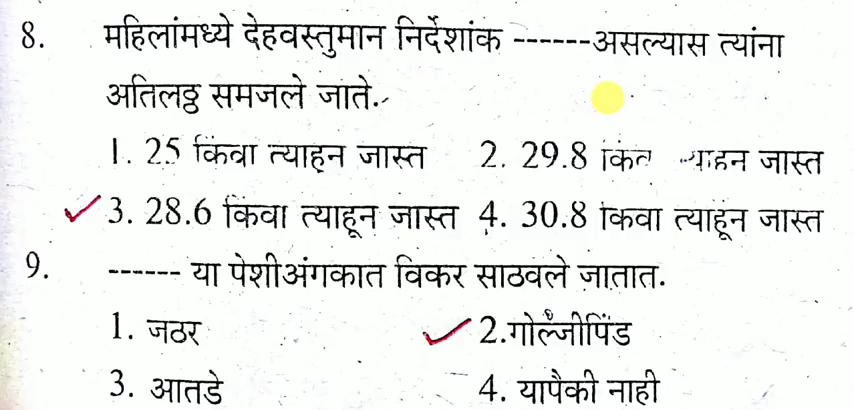 8. महिलांमध्ये देहवस्तुमान निर्देशांक ------असल्यास त्यांना
अतिलठ्ठ समजले जाते.
1. 25 किंवा त्याहून जास्त 2. 29.8 जास्त
3. 28.6 किंवा त्याहून जास्त 4. 30.8 किंवा त्याहून जास्त
9. ------ या पेशीअंगकात विकर साठवले जातात.
1. जठर 2.गोल्जीपिंड
3. आतडे 4. यापैकी नाही